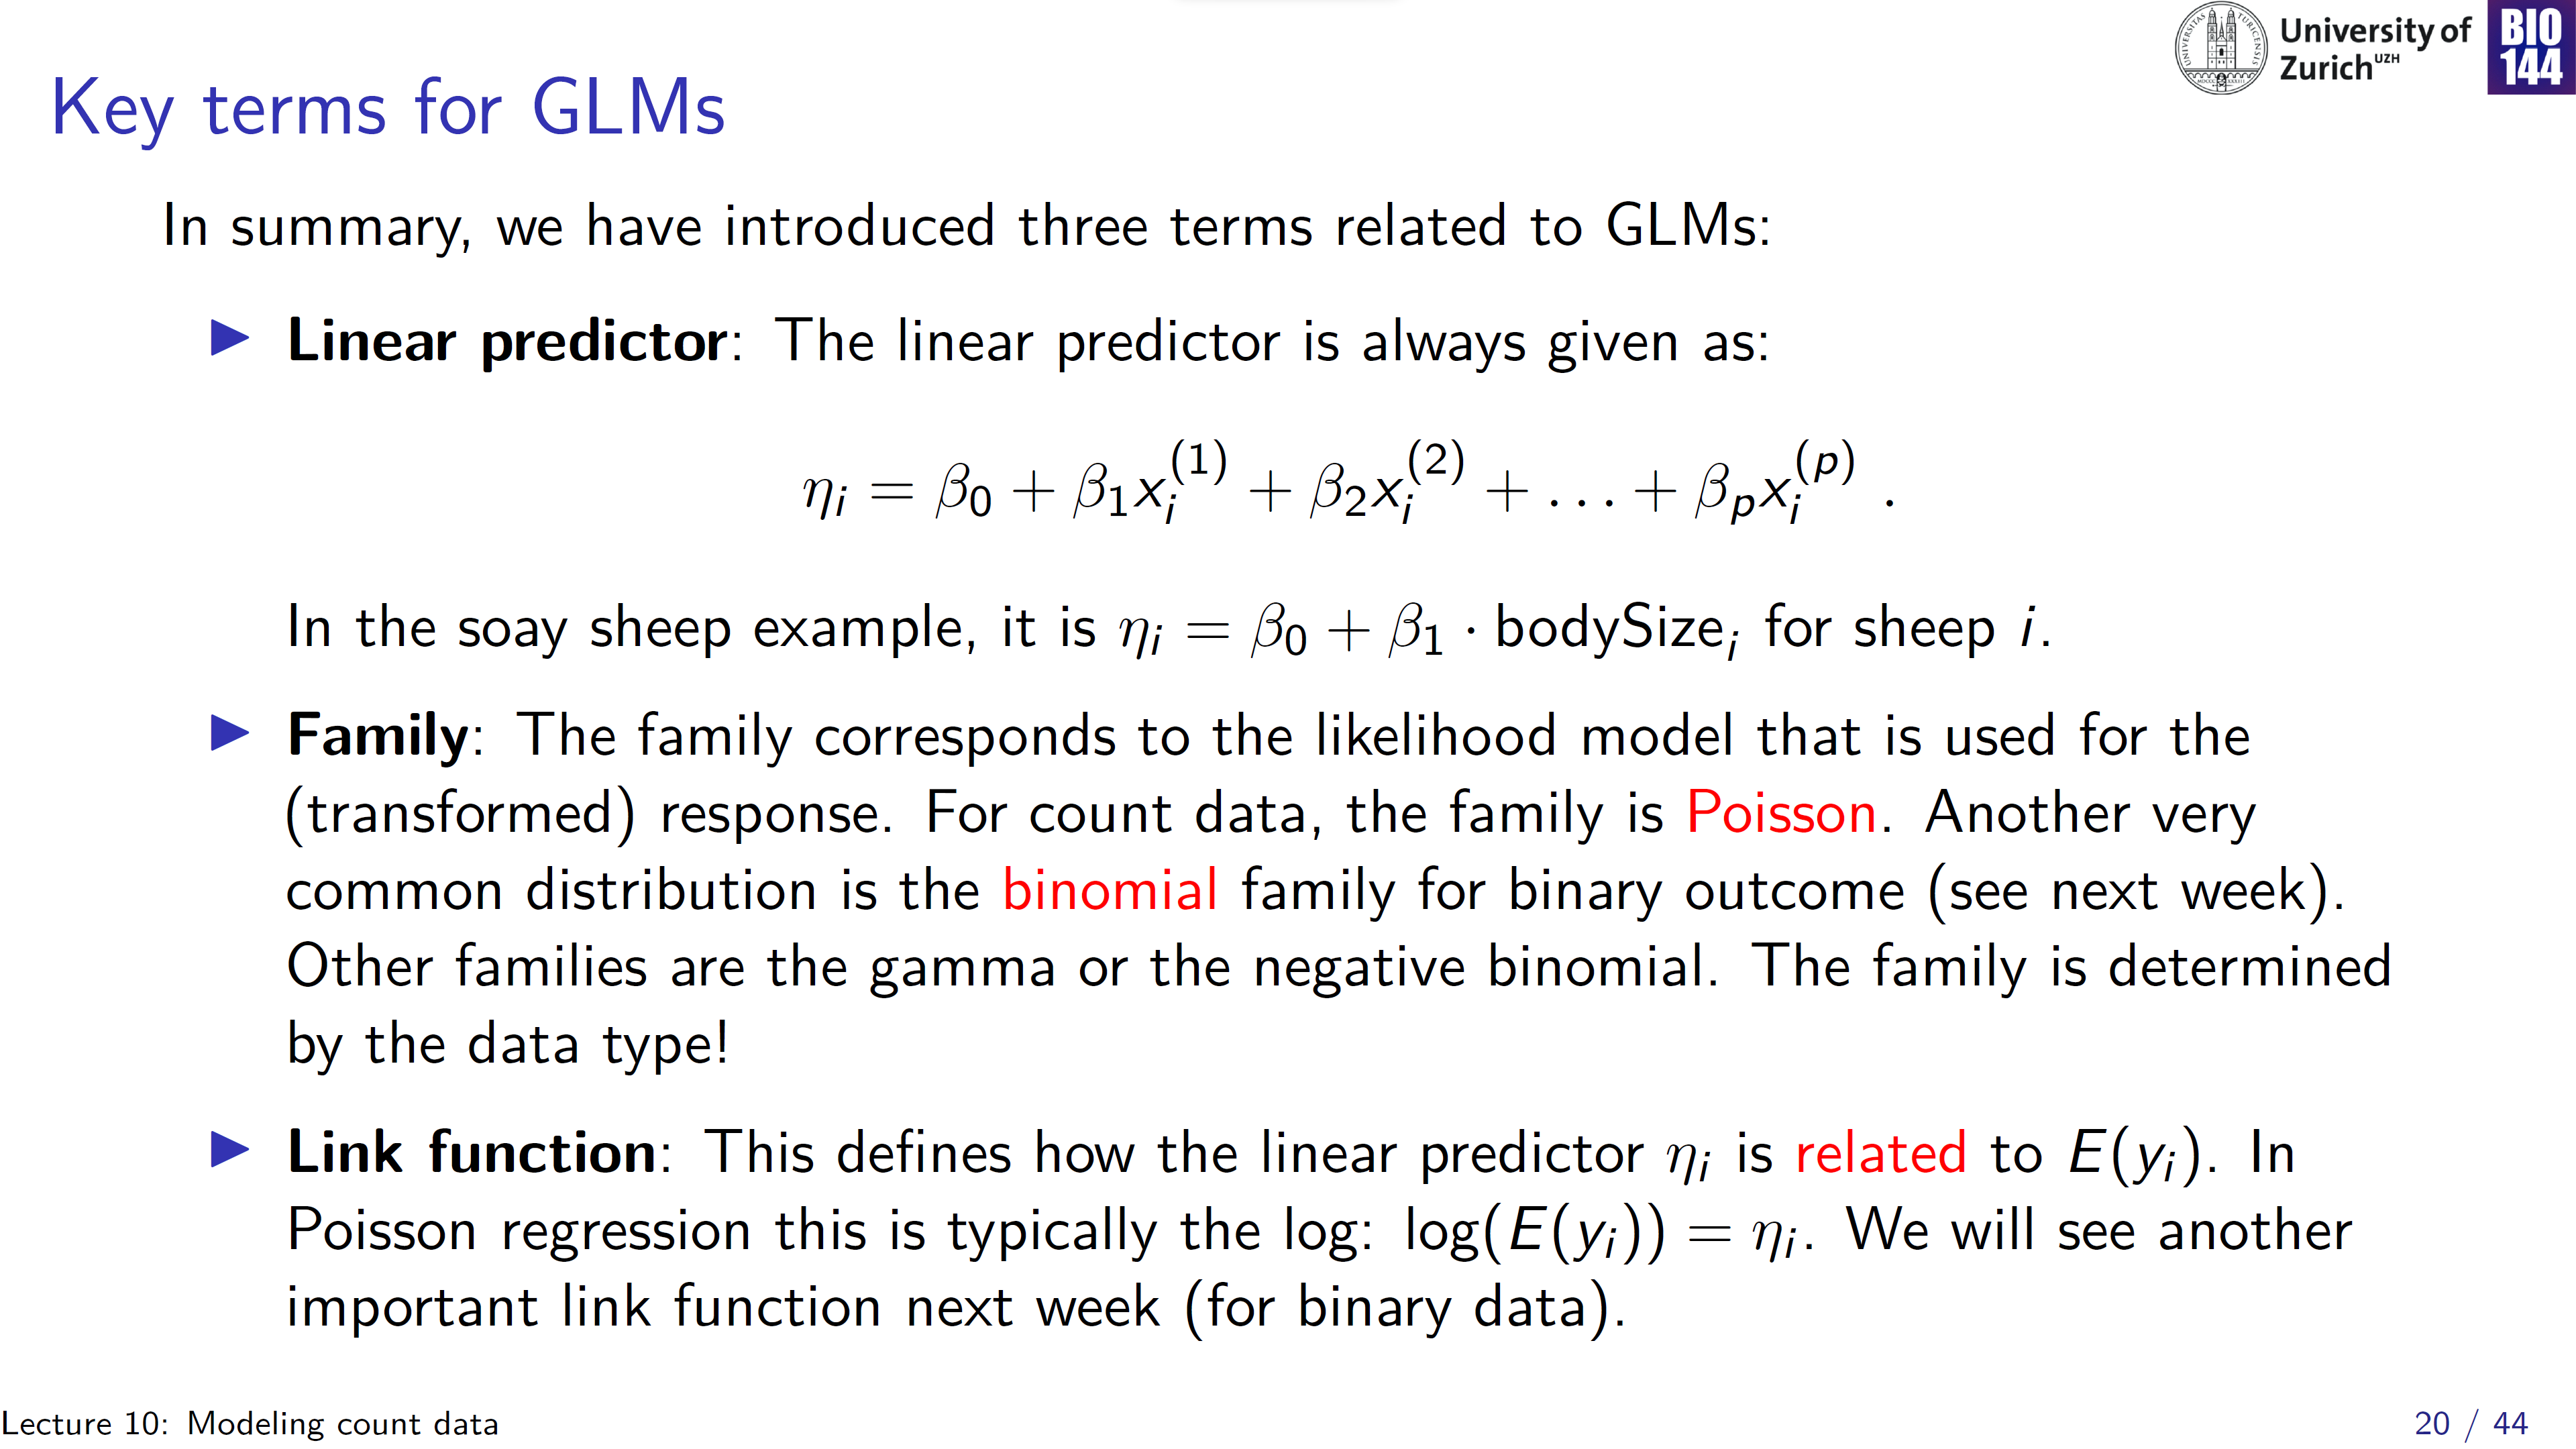 University of
Zurich UZH
BIO
144
Key terms for GLMs
In summary, we have introduced three terms related to GLMs:
▶ Linear predictor: The linear predictor is always given as:
η_i = β_0 + β_1 x_i^(1) + β_2 x_i^(2) + ... + β_p x_i^(p) .
In the soay sheep example, it is η_i = β_0 + β_1 · bodySize_i for sheep i.
▶ Family: The family corresponds to the likelihood model that is used for the
(transformed) response. For count data, the family is Poisson. Another very
common distribution is the binomial family for binary outcome (see next week).
Other families are the gamma or the negative binomial. The family is determined
by the data type!
▶ Link function: This defines how the linear predictor η_i is related to E(y_i). In
Poisson regression this is typically the log: log(E(y_i)) = η_i. We will see another
important link function next week (for binary data).
Lecture 10: Modeling count data
20 / 44